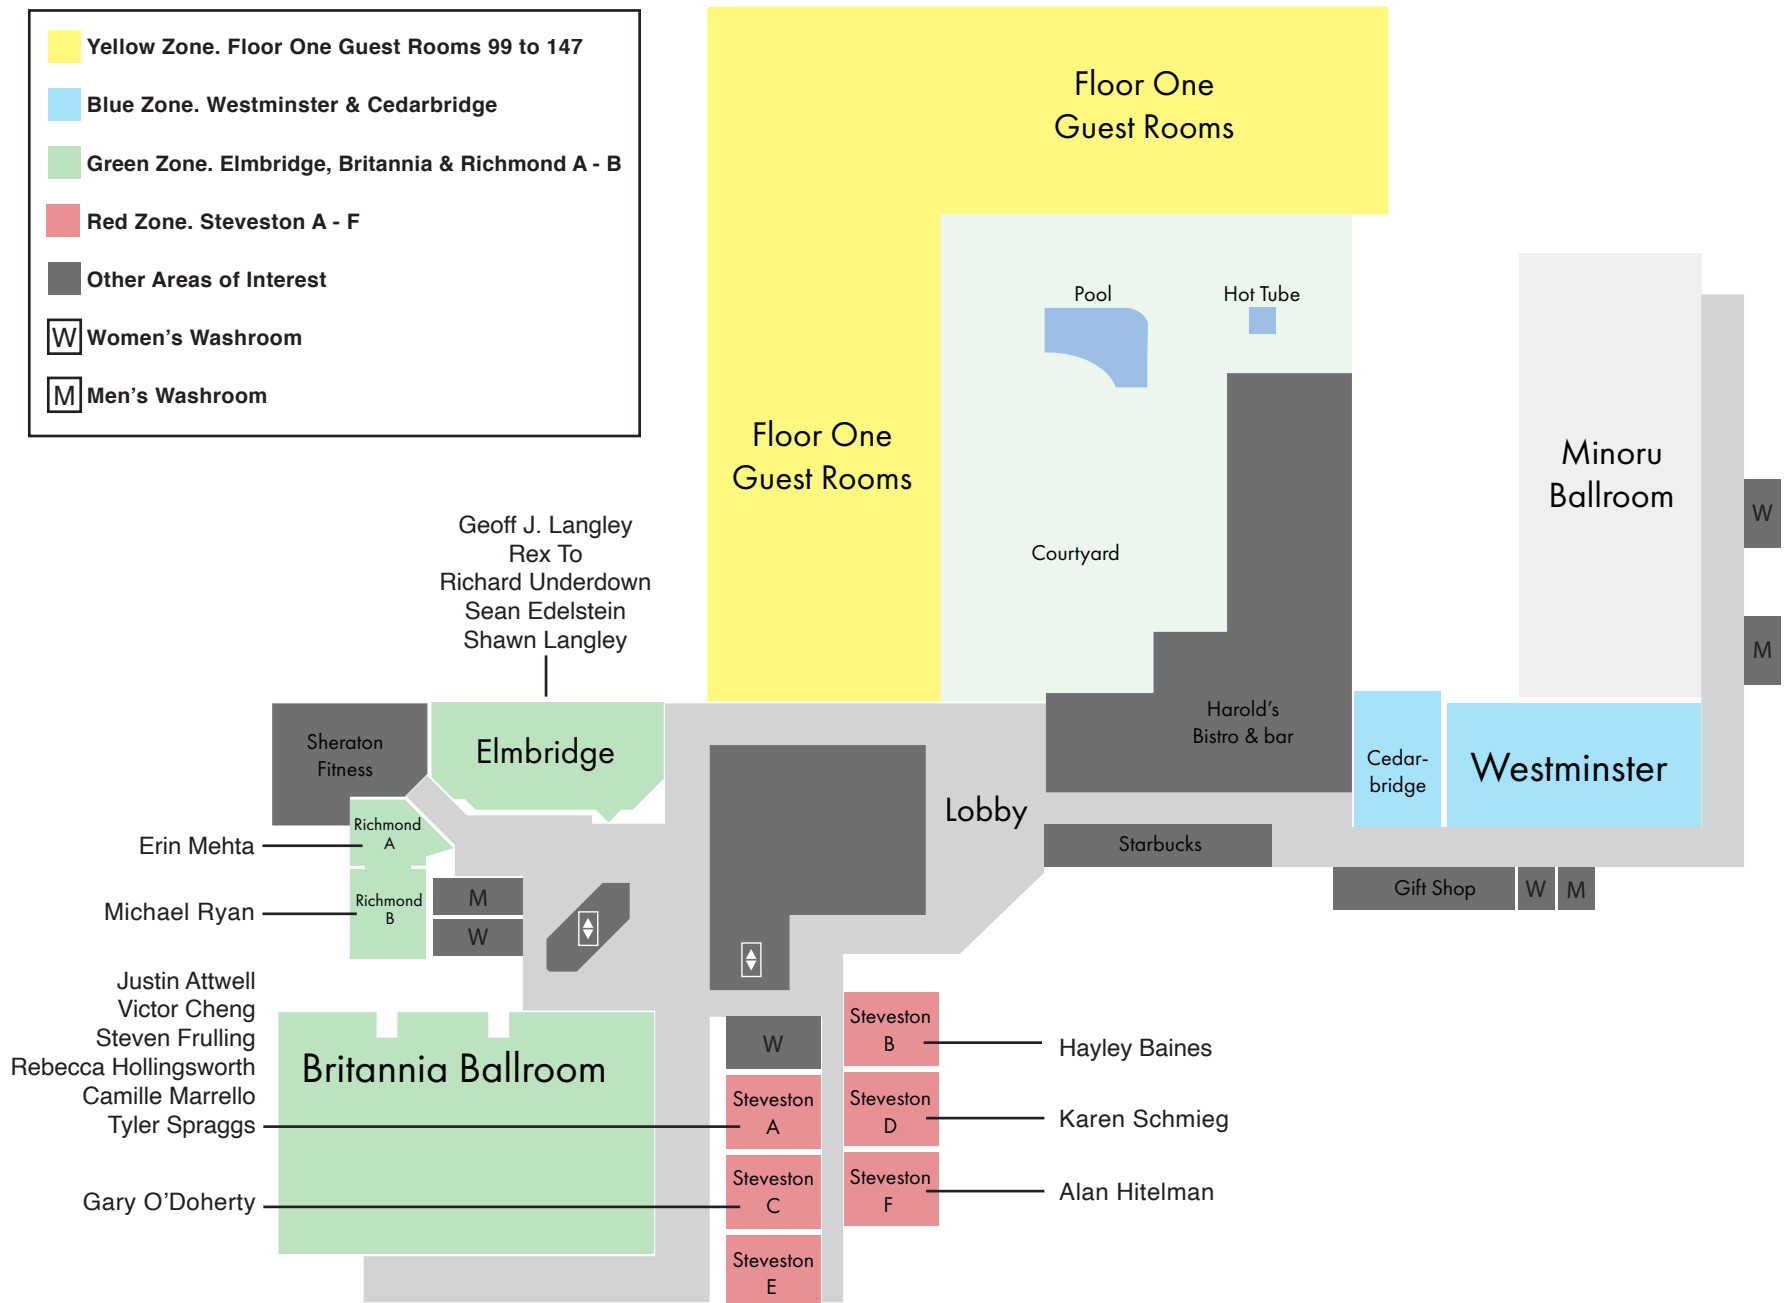 Yellow Zone. Floor One Guest Rooms 99 to 147
Blue Zone. Westminster & Cedarbridge
Green Zone. Elmbridge, Britannia & Richmond A - B
Red Zone. Steveston A - F
Other Areas of Interest
W Women's Washroom
M Men's Washroom
Floor One
Guest Rooms
Pool
Hot Tube
Floor One
Guest Rooms
Courtyard
Minoru
Ballroom
W
M
Geoff J. Langley
Rex To
Richard Underdown
Sean Edelstein
Shawn Langley
Sheraton
Fitness
Elmbridge
Harold's
Bistro & bar
Cedar-
bridge
Westminster
Lobby
Starbucks
Gift Shop
W
M
Richmond
A
Erin Mehta
Richmond
B
Michael Ryan
M
W
Justin Attwell
Victor Cheng
Steven Frulling
Rebecca Hollingsworth
Camille Marrello
Tyler Spraggs
Gary O'Doherty
Britannia Ballroom
W
Steveston
A
Steveston
C
Steveston
E
Steveston
B
Steveston
D
Steveston
F
Hayley Baines
Karen Schmieg
Alan Hitelman